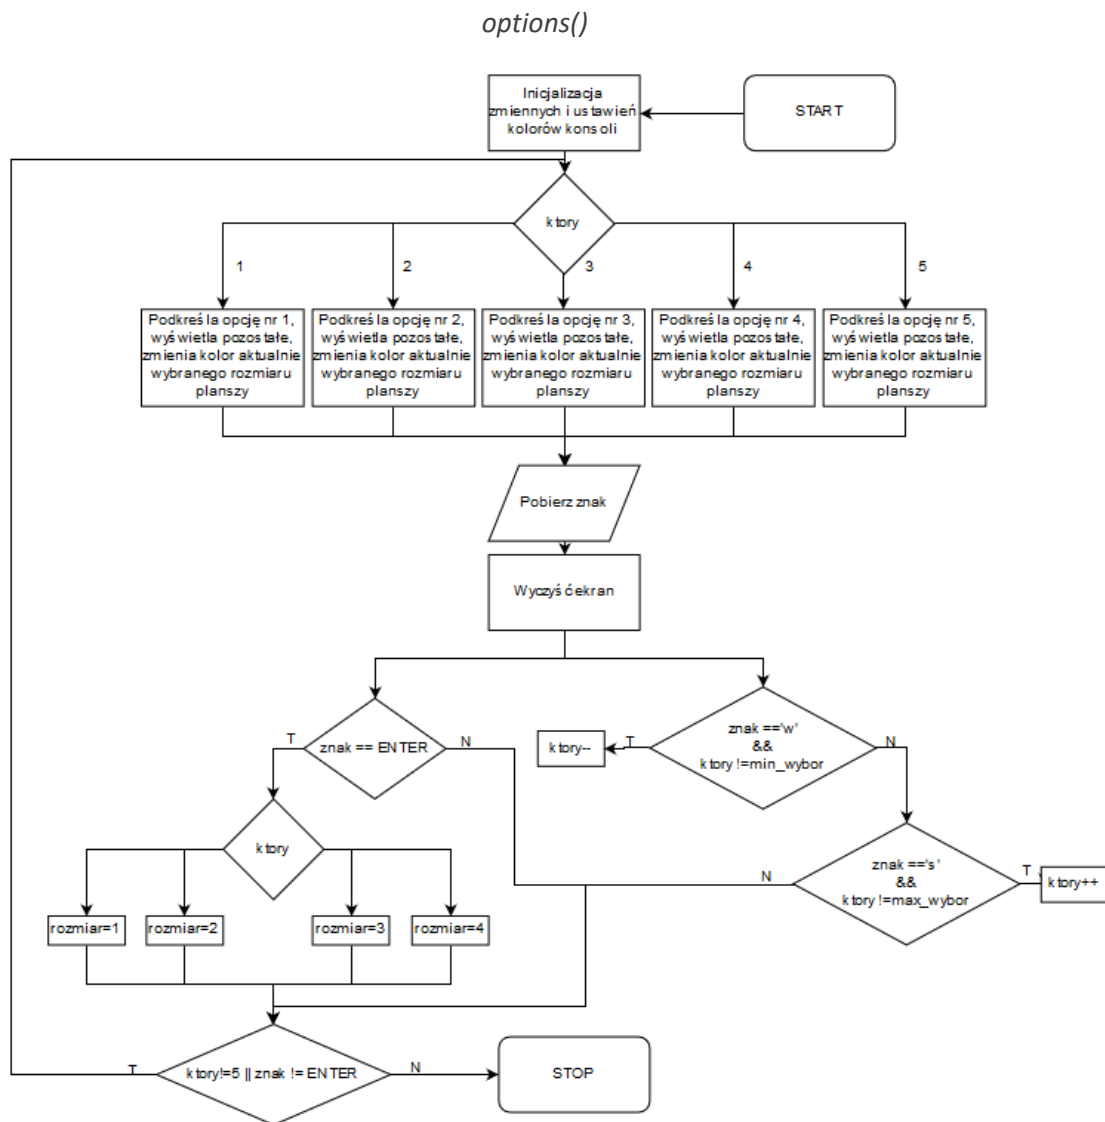 options()
Inicjalizacja
zmiennych i ustawień
kolorów konsoli
START
ktory
1
2
3
4
5
Podkreśla opcję nr 1,
wyświetla pozostałe,
zmienia kolor aktualnie
wybranego rozmiaru
planszy
Podkreśla opcję nr 2,
wyświetla pozostałe,
zmienia kolor aktualnie
wybranego rozmiaru
planszy
Podkreśla opcję nr 3,
wyświetla pozostałe,
zmienia kolor aktualnie
wybranego rozmiaru
planszy
Podkreśla opcję nr 4,
wyświetla pozostałe,
zmienia kolor aktualnie
wybranego rozmiaru
planszy
Podkreśla opcję nr 5,
wyświetla pozostałe,
zmienia kolor aktualnie
wybranego rozmiaru
planszy
Pobierz znak
Wyczyść ekran
T
znak == ENTER
N
ktory--
T
znak =='w'
&&
ktory !=min_wybor
N
ktory
N
znak =='s'
&&
ktory !=max_wybor
T
ktory++
rozmiar=1
rozmiar=2
rozmiar=3
rozmiar=4
T
ktory!=5 || znak != ENTER
N
STOP